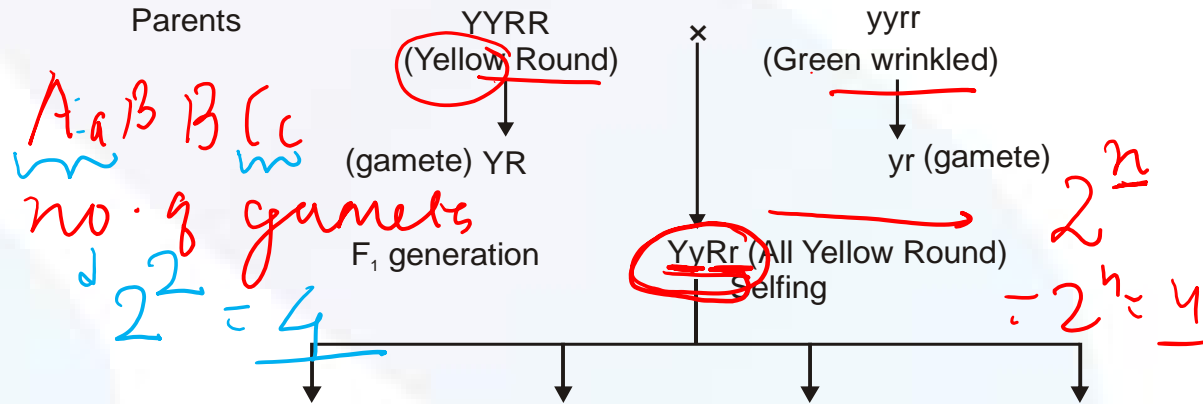 Parents YYRR × yyrr
(Yellow Round) (Green wrinkled)
AaBBCc
(gamete) YR yr (gamete)
2^n
no. of gamets
F₁ generation YyRr (All Yellow Round)
Selfing
2^2 = 4
= 2^n = 4